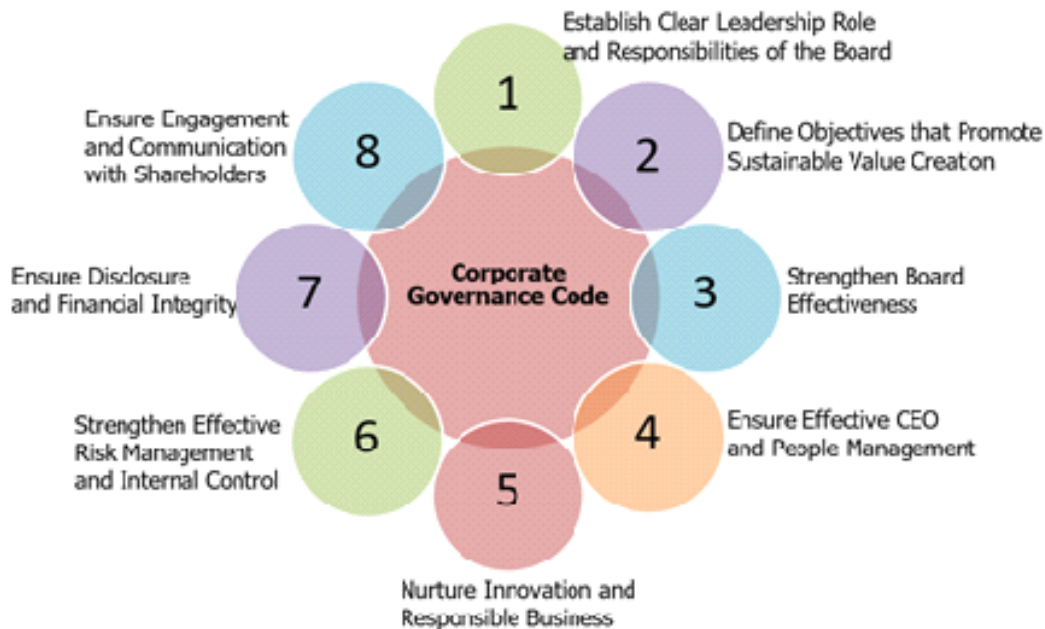 1
Establish Clear Leadership Role
and Responsibilities of the Board
2
Define Objectives that Promote
Sustainable Value Creation
3
Strengthen Board
Effectiveness
4
Ensure Effective CEO
and People Management
5
Nurture Innovation and
Responsible Business
6
Strengthen Effective
Risk Management
and Internal Control
7
Ensure Disclosure
and Financial Integrity
8
Ensure Engagement
and Communication
with Shareholders
Corporate
Governance Code